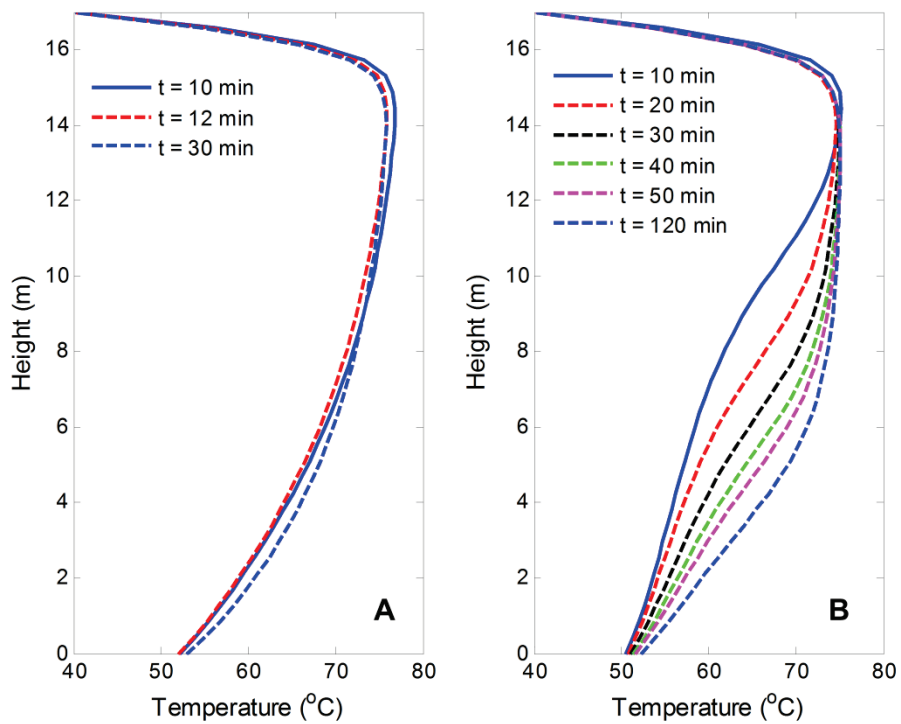 16
14
12
10
8
6
4
2
0
Height (m)
t = 10 min
t = 12 min
t = 30 min
A
40
50
60
70
80
Temperature (°C)
16
14
12
10
8
6
4
2
0
Height (m)
t = 10 min
t = 20 min
t = 30 min
t = 40 min
t = 50 min
t = 120 min
B
40
50
60
70
80
Temperature (°C)